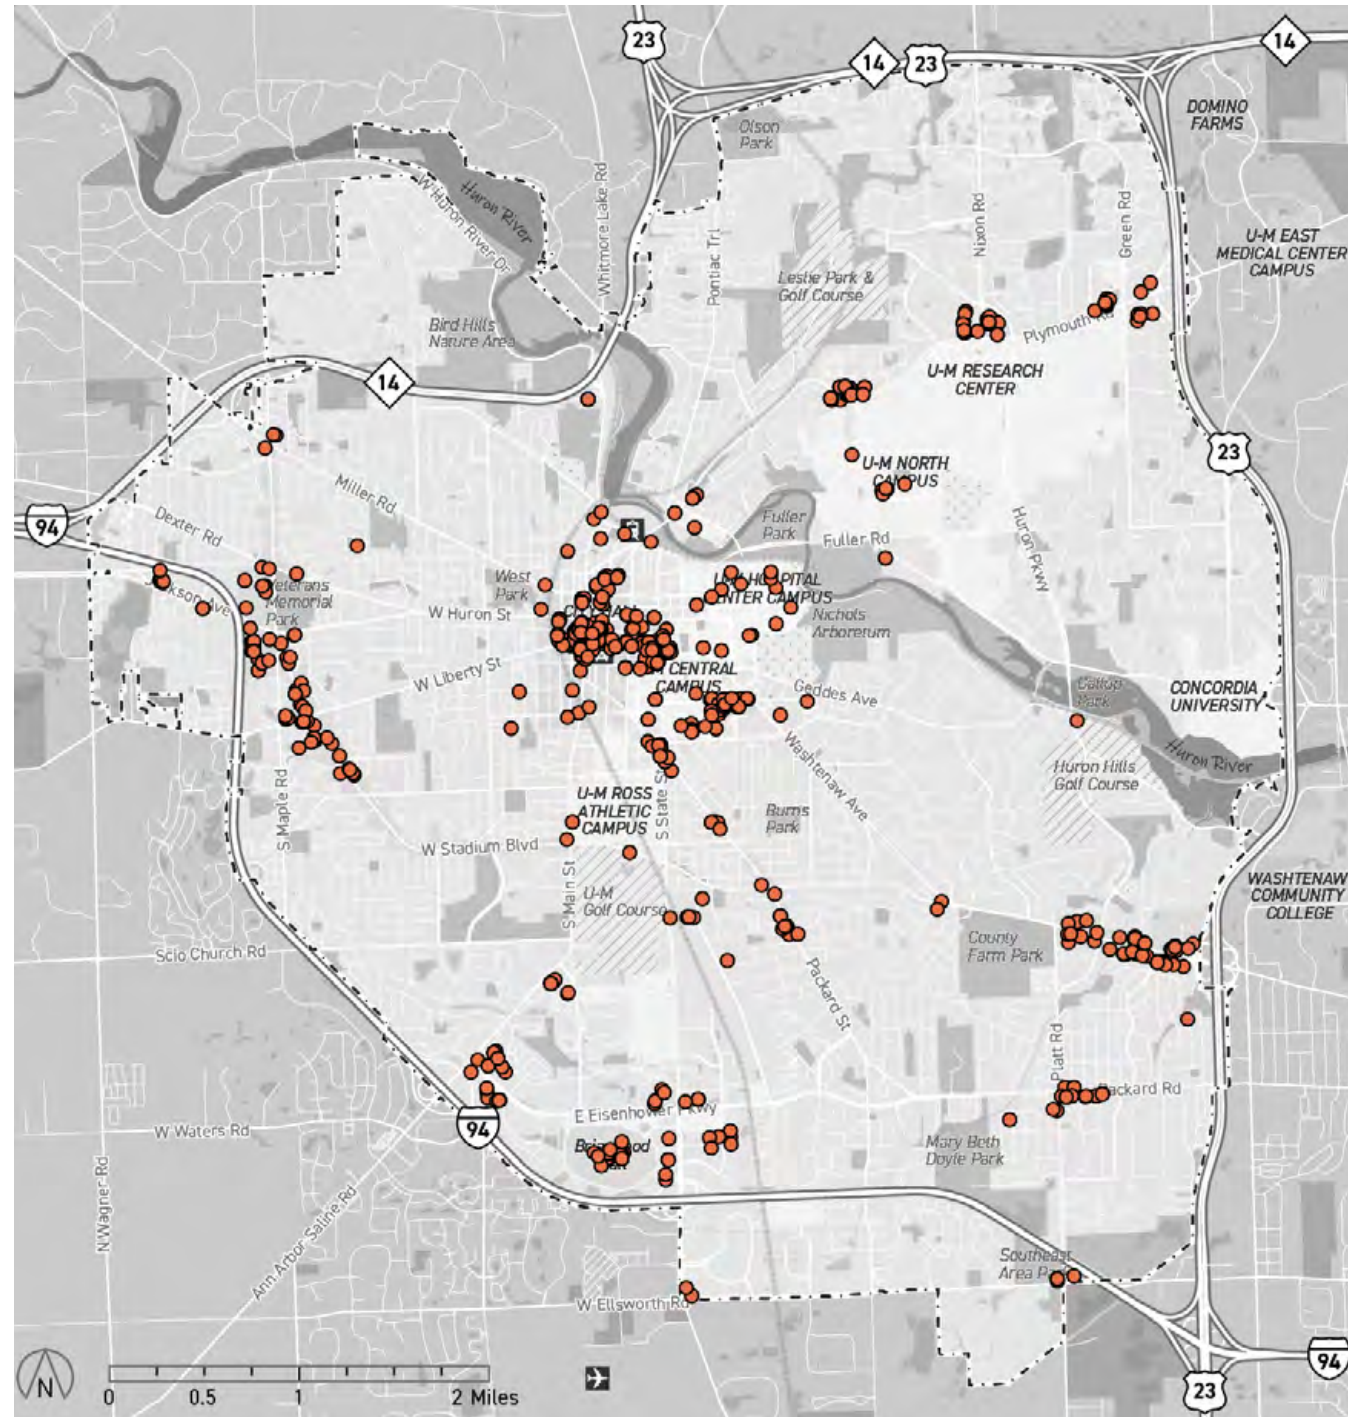 23
14
14
23
DOMINO
FARMS
Olson
Park
W Huron River Dr
Huron River
Whitmore Lake Rd
Pontiac Trl
Nixon Rd
Green Rd
U-M EAST
MEDICAL CENTER
CAMPUS
Leslie Park &
Golf Course
Bird Hills
Nature Area
Plymouth Rd
14
U-M RESEARCH
CENTER
23
U-M NORTH
CAMPUS
Miller Rd
94
Dexter Rd
Fuller
Park
Fuller Rd
Huron Pkwy
West
Park
Veterans
Memorial
Park
W Huron St
CENTER CAMPUS
Nichols
Arboretum
W Liberty St
CENTRAL
CAMPUS
Geddes Ave
Gallup
Park
CONCORDIA
UNIVERSITY
Huron River
Washtenaw Ave
Huron Hills
Golf Course
S Maple Rd
U-M ROSS
ATHLETIC
CAMPUS
S State St
Burns
Park
W Stadium Blvd
S Main St
U-M
Golf Course
WASHTENAW
COMMUNITY
COLLEGE
County
Farm Park
Scio Church Rd
Packard St
Platt Rd
Packard Rd
E Eisenhower Pkwy
94
W Waters Rd
Mary Beth
Doyle Park
N Wagner Rd
Ann Arbor Saline Rd
Southeast
Area Park
W Ellsworth Rd
94
23
N
0 0.5 1 2 Miles